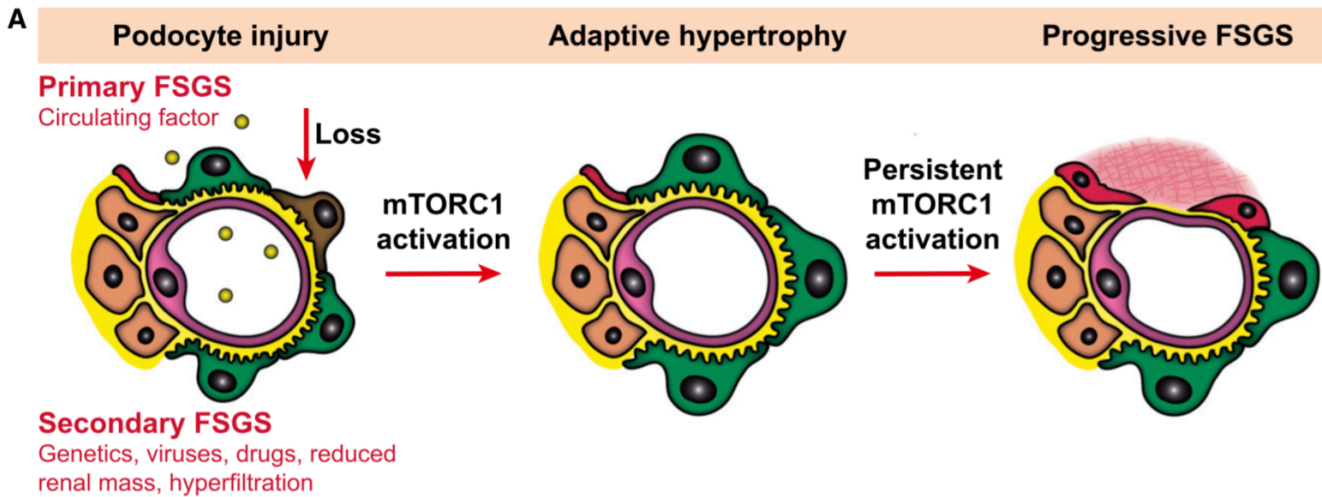 A
Podocyte injury
Adaptive hypertrophy
Progressive FSGS
Primary FSGS
Circulating factor
Loss
mTORC1
activation
Persistent
mTORC1
activation
Secondary FSGS
Genetics, viruses, drugs, reduced
renal mass, hyperfiltration